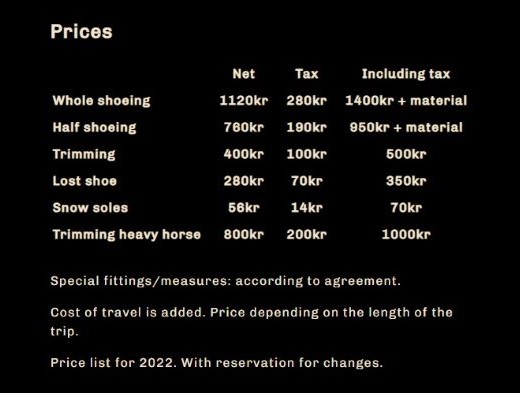 Prices
Net Tax Including tax
Whole shoeing 1120kr 280kr 1400kr + material
Half shoeing 760kr 190kr 950kr + material
Trimming 400kr 100kr 500kr
Lost shoe 280kr 70kr 350kr
Snow soles 56kr 14kr 70kr
Trimming heavy horse 800kr 200kr 1000kr
Special fittings/measures: according to agreement.
Cost of travel is added. Price depending on the length of the
trip.
Price list for 2022. With reservation for changes.